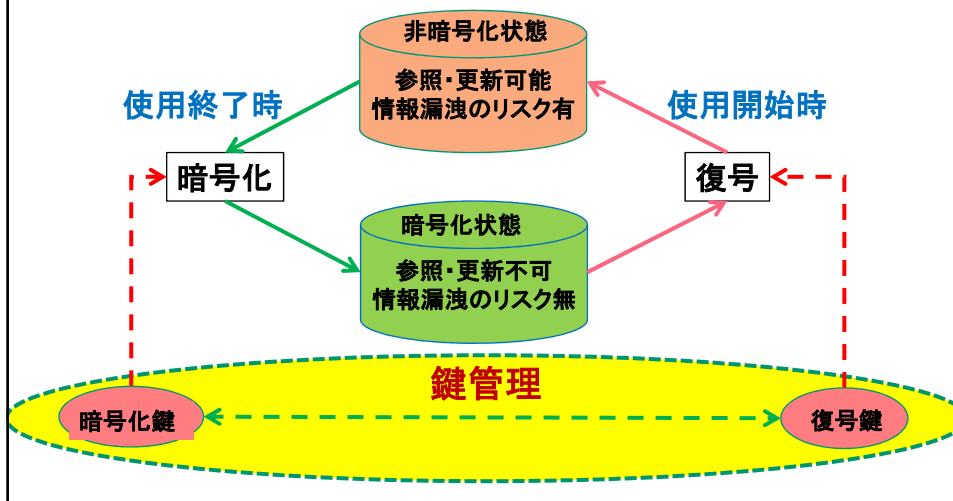 非暗号化状態
参照・更新可能
情報漏洩のリスク有
使用終了時
使用開始時
暗号化
復号
暗号化状態
参照・更新不可
情報漏洩のリスク無
鍵管理
暗号化鍵
復号鍵